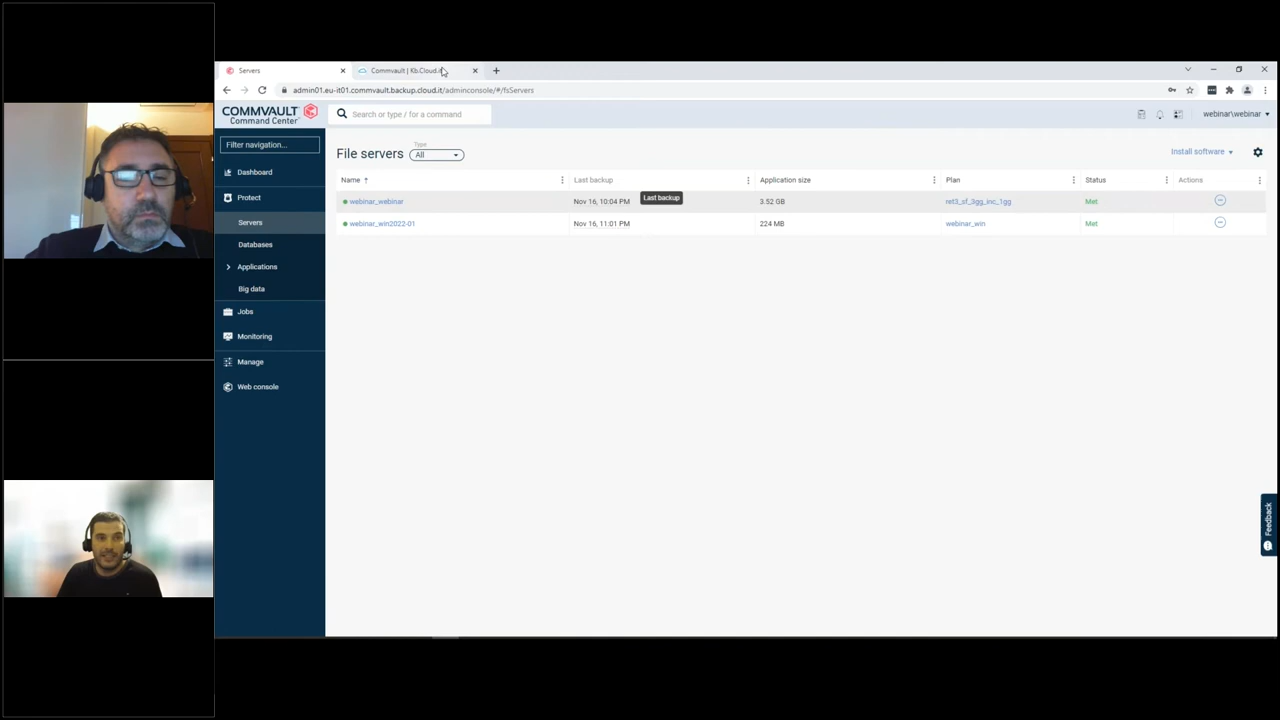 Servers
Commvault | Kb.Cloud.it
admin01.eu-it01.commvault.backup.cloud.it/adminconsole/#/fsServers
COMMVAULT
Command Center
Search or type / for a command
webinar\webinar
Filter navigation...
Dashboard
Protect
Servers
Databases
Applications
Big data
Jobs
Monitoring
Manage
Web console
Type
File servers All
Install software
Name Last backup Application size Plan Status Actions
Last backup
webinar_webinar Nov 16, 10:04 PM 3.52 GB ret3_sf_3gg_inc_1gg Met
webinar_win2022-01 Nov 16, 11:01 PM 224 MB webinar_win Met
Feedback